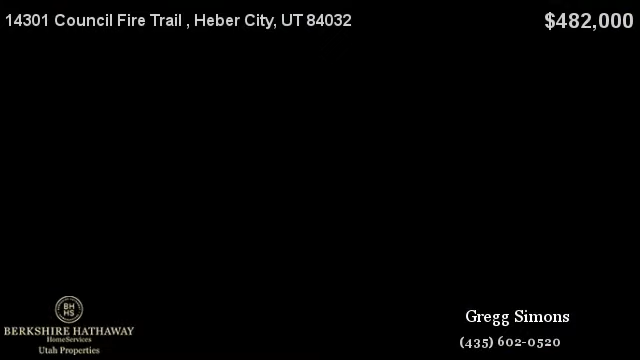 14301 Council Fire Trail , Heber City, UT 84032
$482,000
BH
HS
BERKSHIRE HATHAWAY
HomeServices
Utah Properties
Gregg Simons
(435) 602-0520